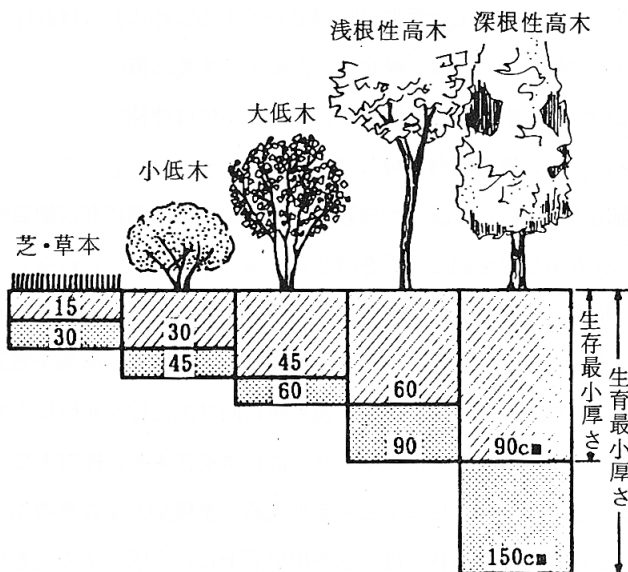 浅根性高木
深根性高木
大低木
小低木
芝・草本
15
30
30
45
45
60
60
90
90cm
150cm
生存最小厚さ
生育最小厚さ